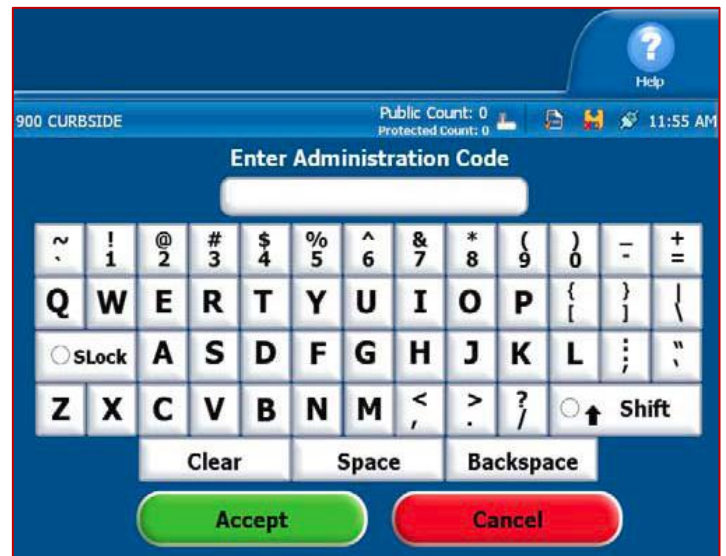 ?
Help
900 CURBSIDE
Public Count: 0
Protected Count: 0
11:55 AM
Enter Administration Code
~ ! @ # $ % ^ & * ( ) _ +
` 1 2 3 4 5 6 7 8 9 0 - =
Q W E R T Y U I O P { } |
[ ] \
SLock A S D F G H J K L : "
; '
Z X C V B N M < > ? Shift
, . /
Clear Space Backspace
Accept Cancel